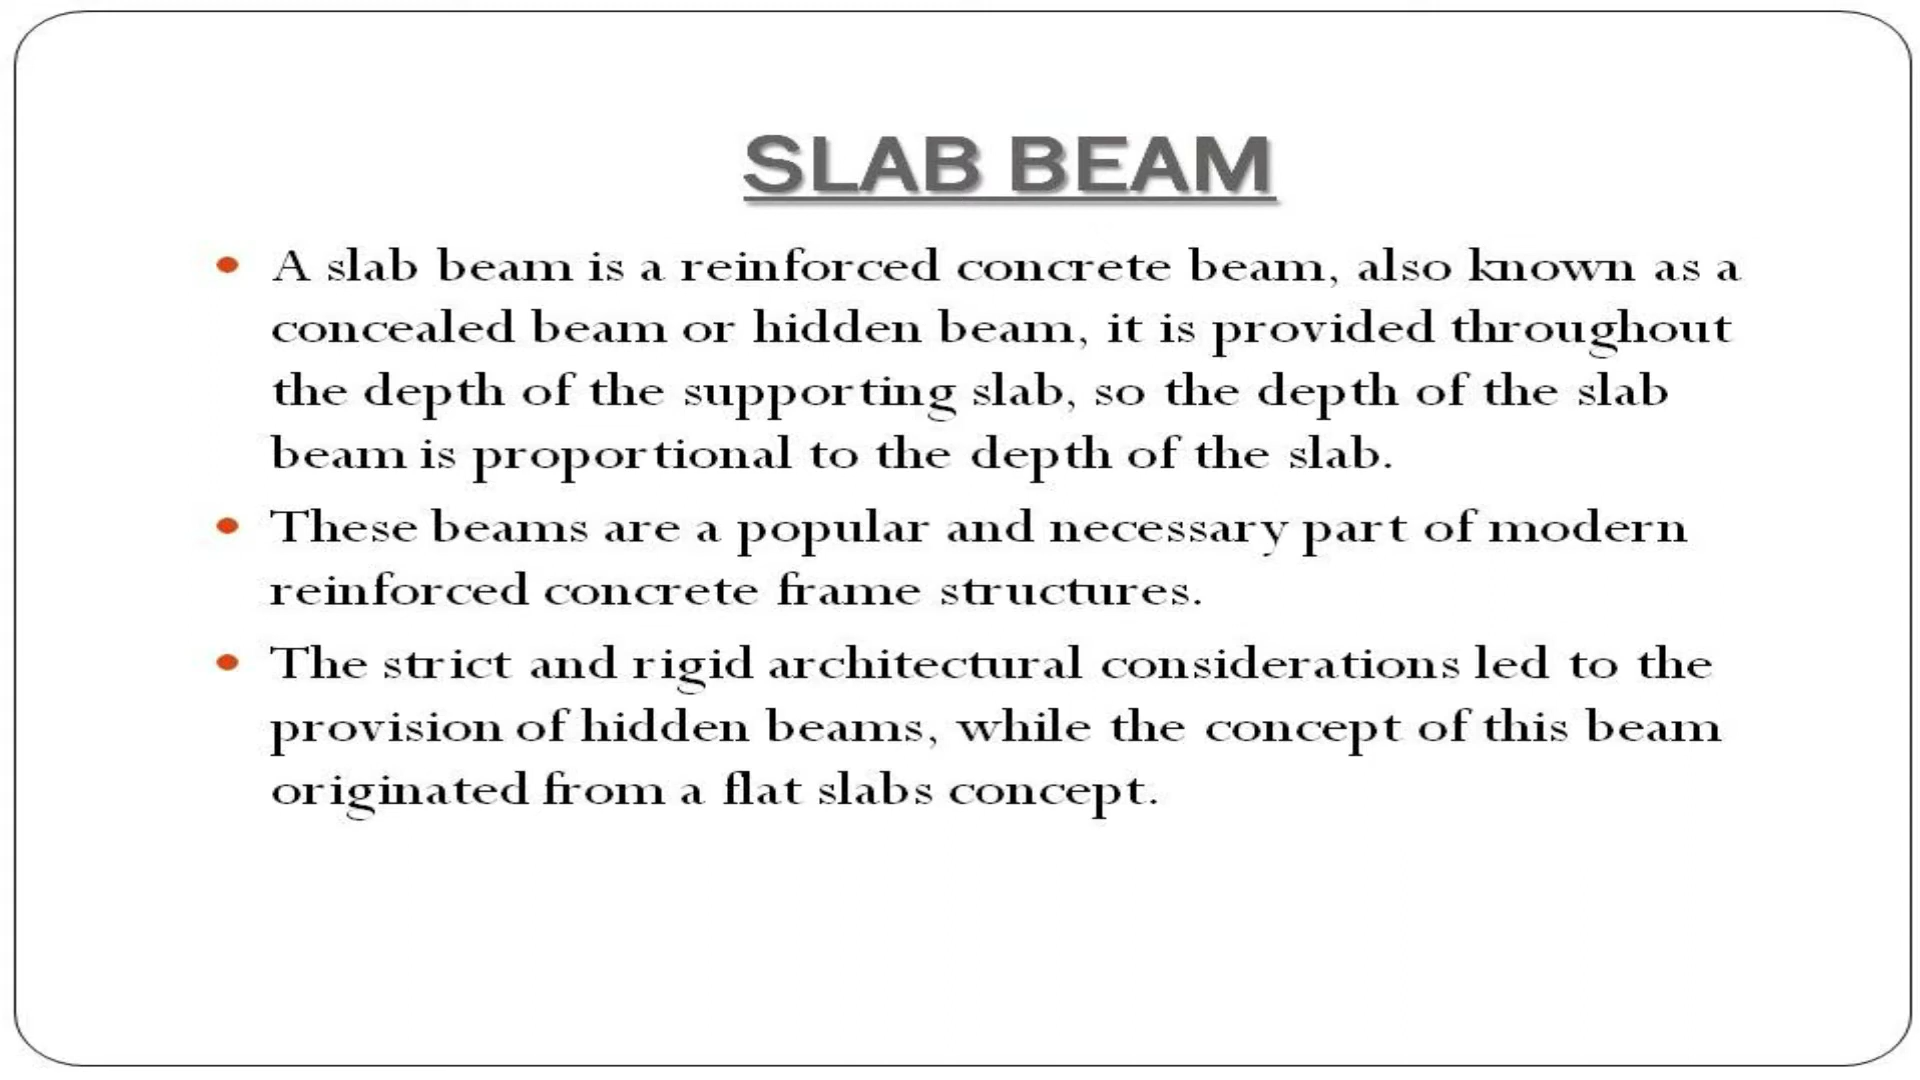 SLAB BEAM
• A slab beam is a reinforced concrete beam, also known as a
concealed beam or hidden beam, it is provided throughout
the depth of the supporting slab, so the depth of the slab
beam is proportional to the depth of the slab.
• These beams are a popular and necessary part of modern
reinforced concrete frame structures.
• The strict and rigid architectural considerations led to the
provision of hidden beams, while the concept of this beam
originated from a flat slabs concept.